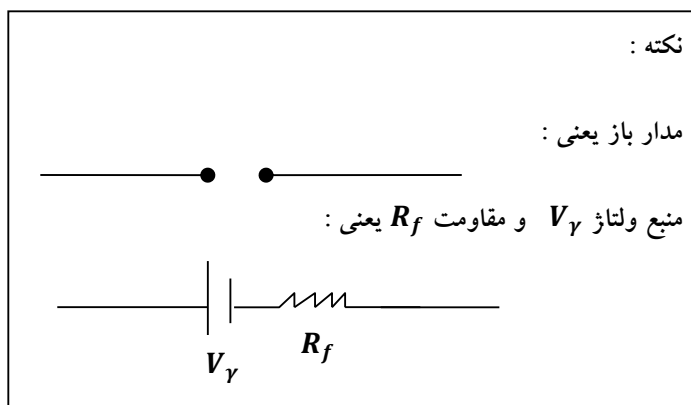 نکته :
مدار باز یعنی :
منبع ولتاژ Vγ و مقاومت Rf یعنی :
Rf
Vγ